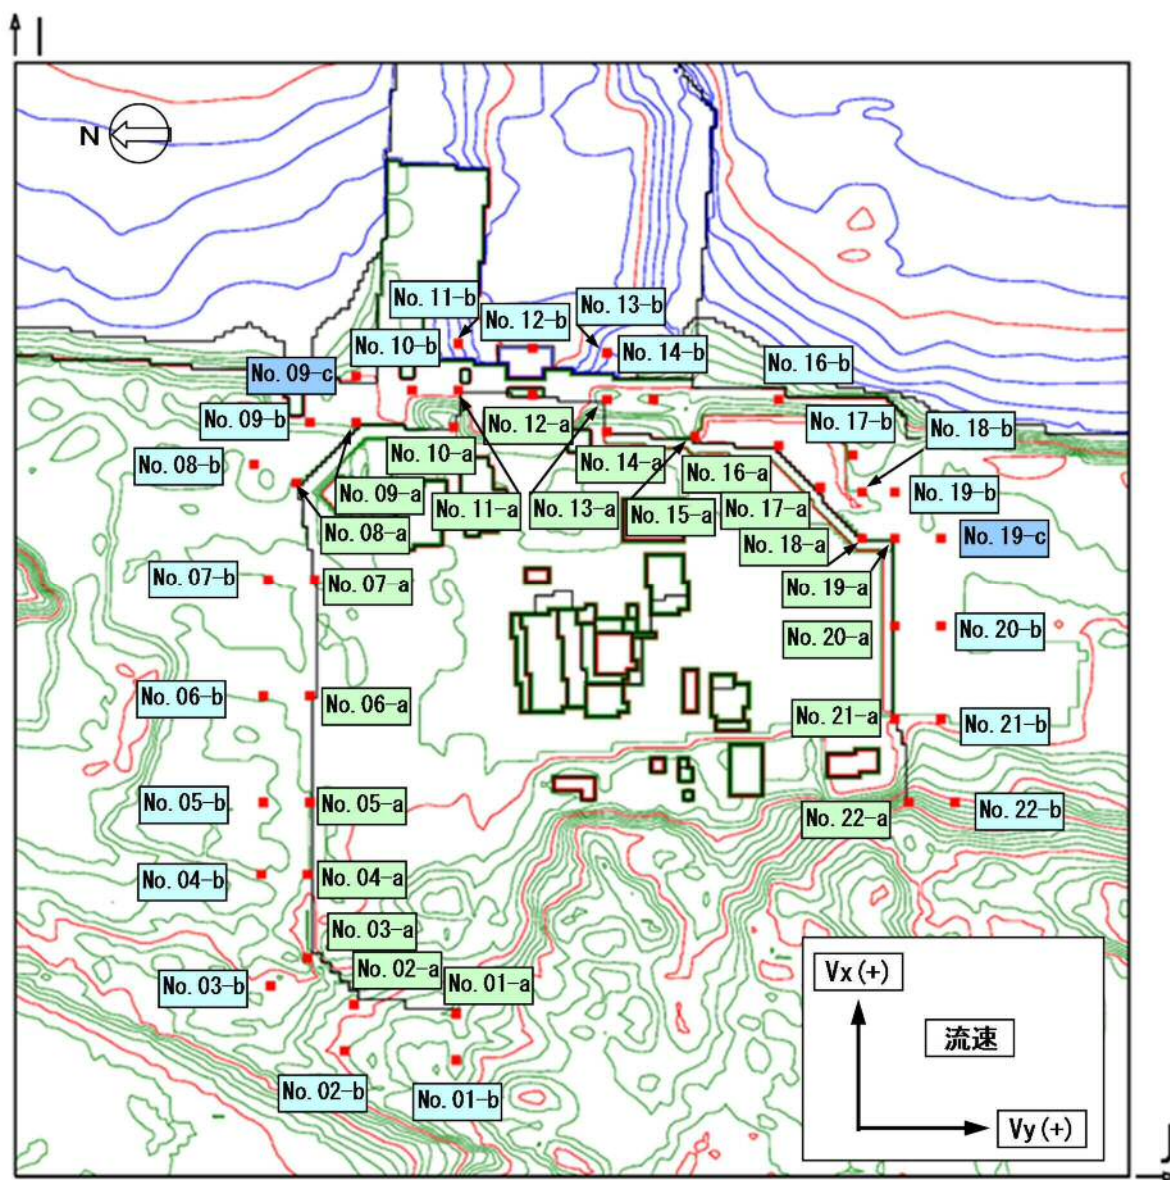 I
N
No. 11-b
No. 13-b
No. 12-b
No. 10-b
No. 14-b
No. 16-b
No. 09-c
No. 09-b
No. 12-a
No. 17-b
No. 18-b
No. 08-b
No. 10-a
No. 14-a
No. 16-a
No. 19-b
No. 09-a
No. 11-a
No. 13-a
No. 15-a
No. 17-a
No. 08-a
No. 18-a
No. 19-c
No. 07-b
No. 07-a
No. 19-a
No. 20-a
No. 20-b
No. 06-b
No. 06-a
No. 21-a
No. 21-b
No. 05-b
No. 05-a
No. 22-a
No. 22-b
No. 04-b
No. 04-a
No. 03-a
No. 02-a
No. 03-b
No. 01-a
Vx(+)
流速
No. 02-b
No. 01-b
Vy(+)
J